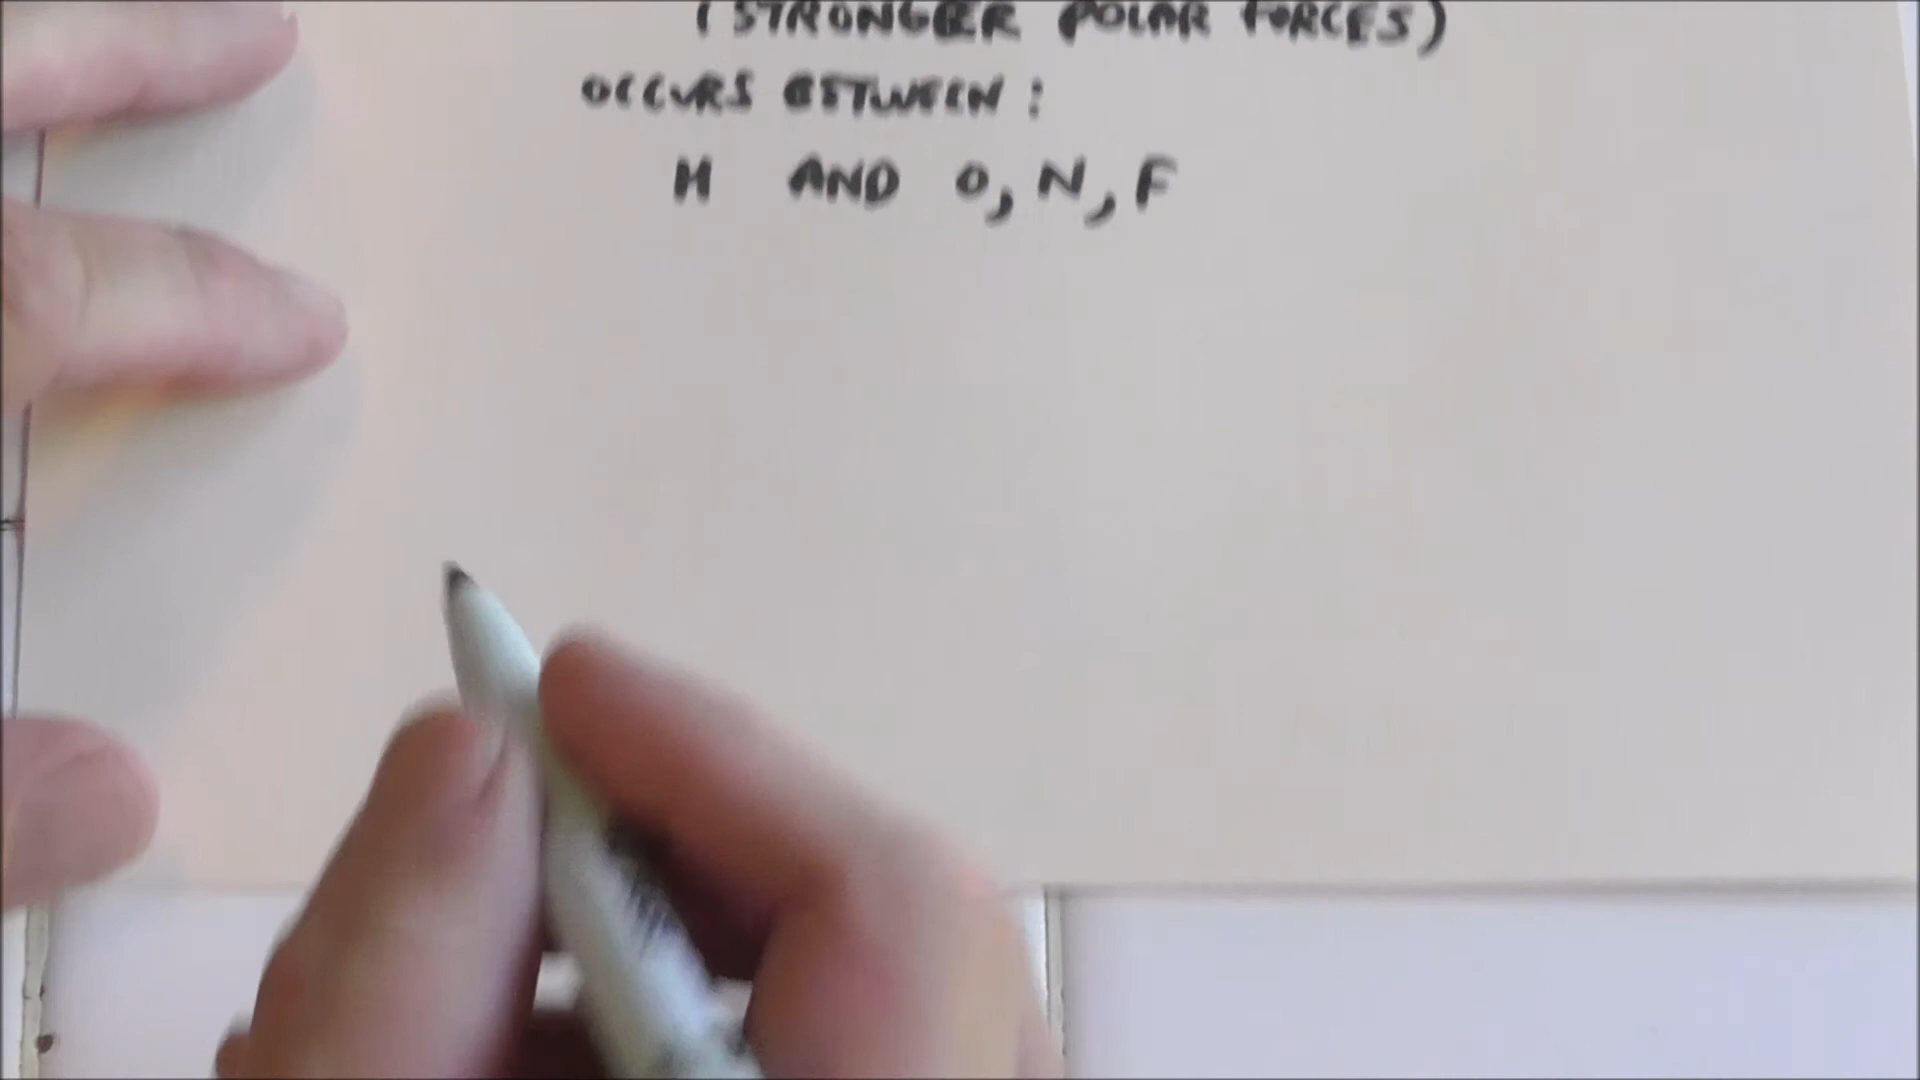 (STRONGER POLAR FORCES)
OCCURS BETWEEN:
H AND O, N, F